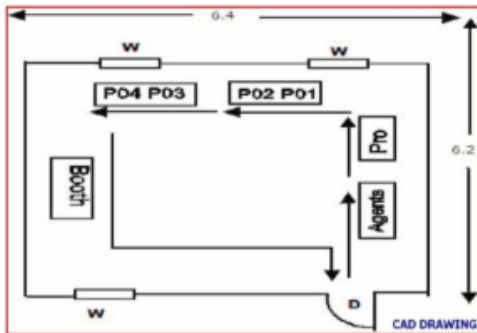 6.4
W
W
P04 P03
P02 P01
Pro
6.2
Booth
Agents
W
D
CAD DRAWING